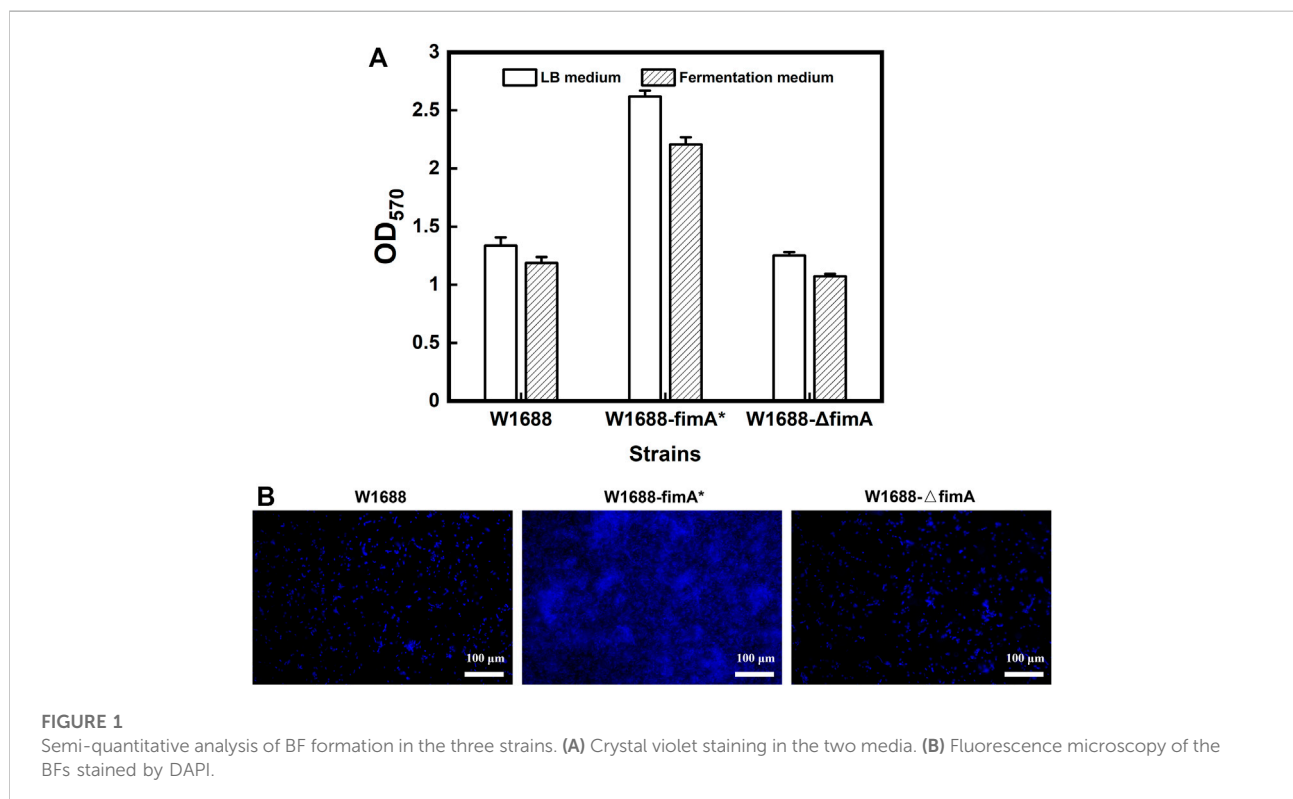 A
3
LB medium Fermentation medium
2.5
2
1.5
1
0.5
0
OD570
W1688 W1688-fimA* W1688-ΔfimA
Strains
B
W1688 W1688-fimA* W1688-△fimA
100 μm 100 μm 100 μm
FIGURE 1
Semi-quantitative analysis of BF formation in the three strains. (A) Crystal violet staining in the two media. (B) Fluorescence microscopy of the
BFs stained by DAPI.